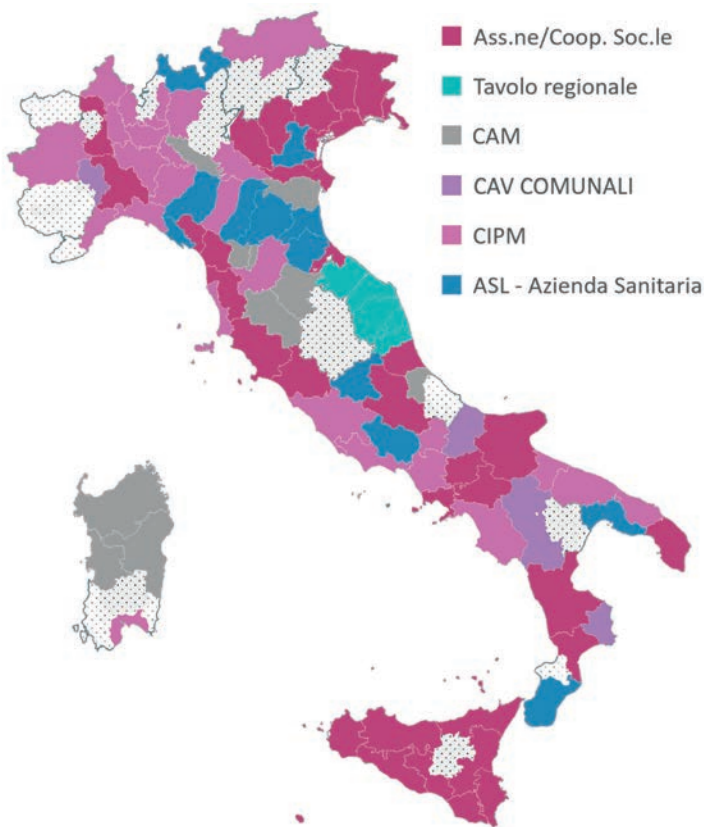 Ass.ne/Coop. Soc.le
Tavolo regionale
CAM
CAV COMUNALI
CIPM
ASL - Azienda Sanitaria